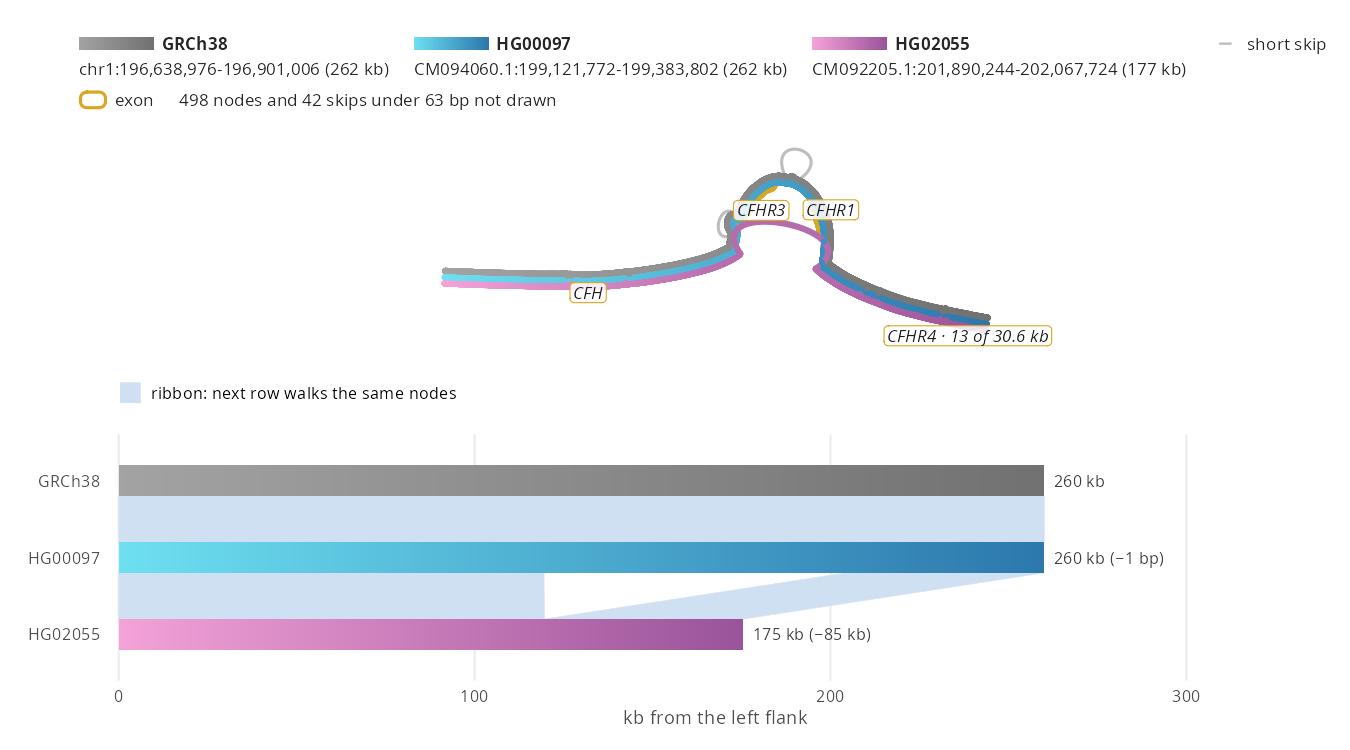 GRCh38 HG00097 HG02055 short skip
chr1:196,638,976-196,901,006 (262 kb) CM094060.1:199,121,772-199,383,802 (262 kb) CM092205.1:201,890,244-202,067,724 (177 kb)
exon 498 nodes and 42 skips under 63 bp not drawn
CFHR3 CFHR1
CFH
CFHR4 · 13 of 30.6 kb
ribbon: next row walks the same nodes
GRCh38 260 kb
HG00097 260 kb (−1 bp)
HG02055 175 kb (−85 kb)
0 100 200 300
kb from the left flank